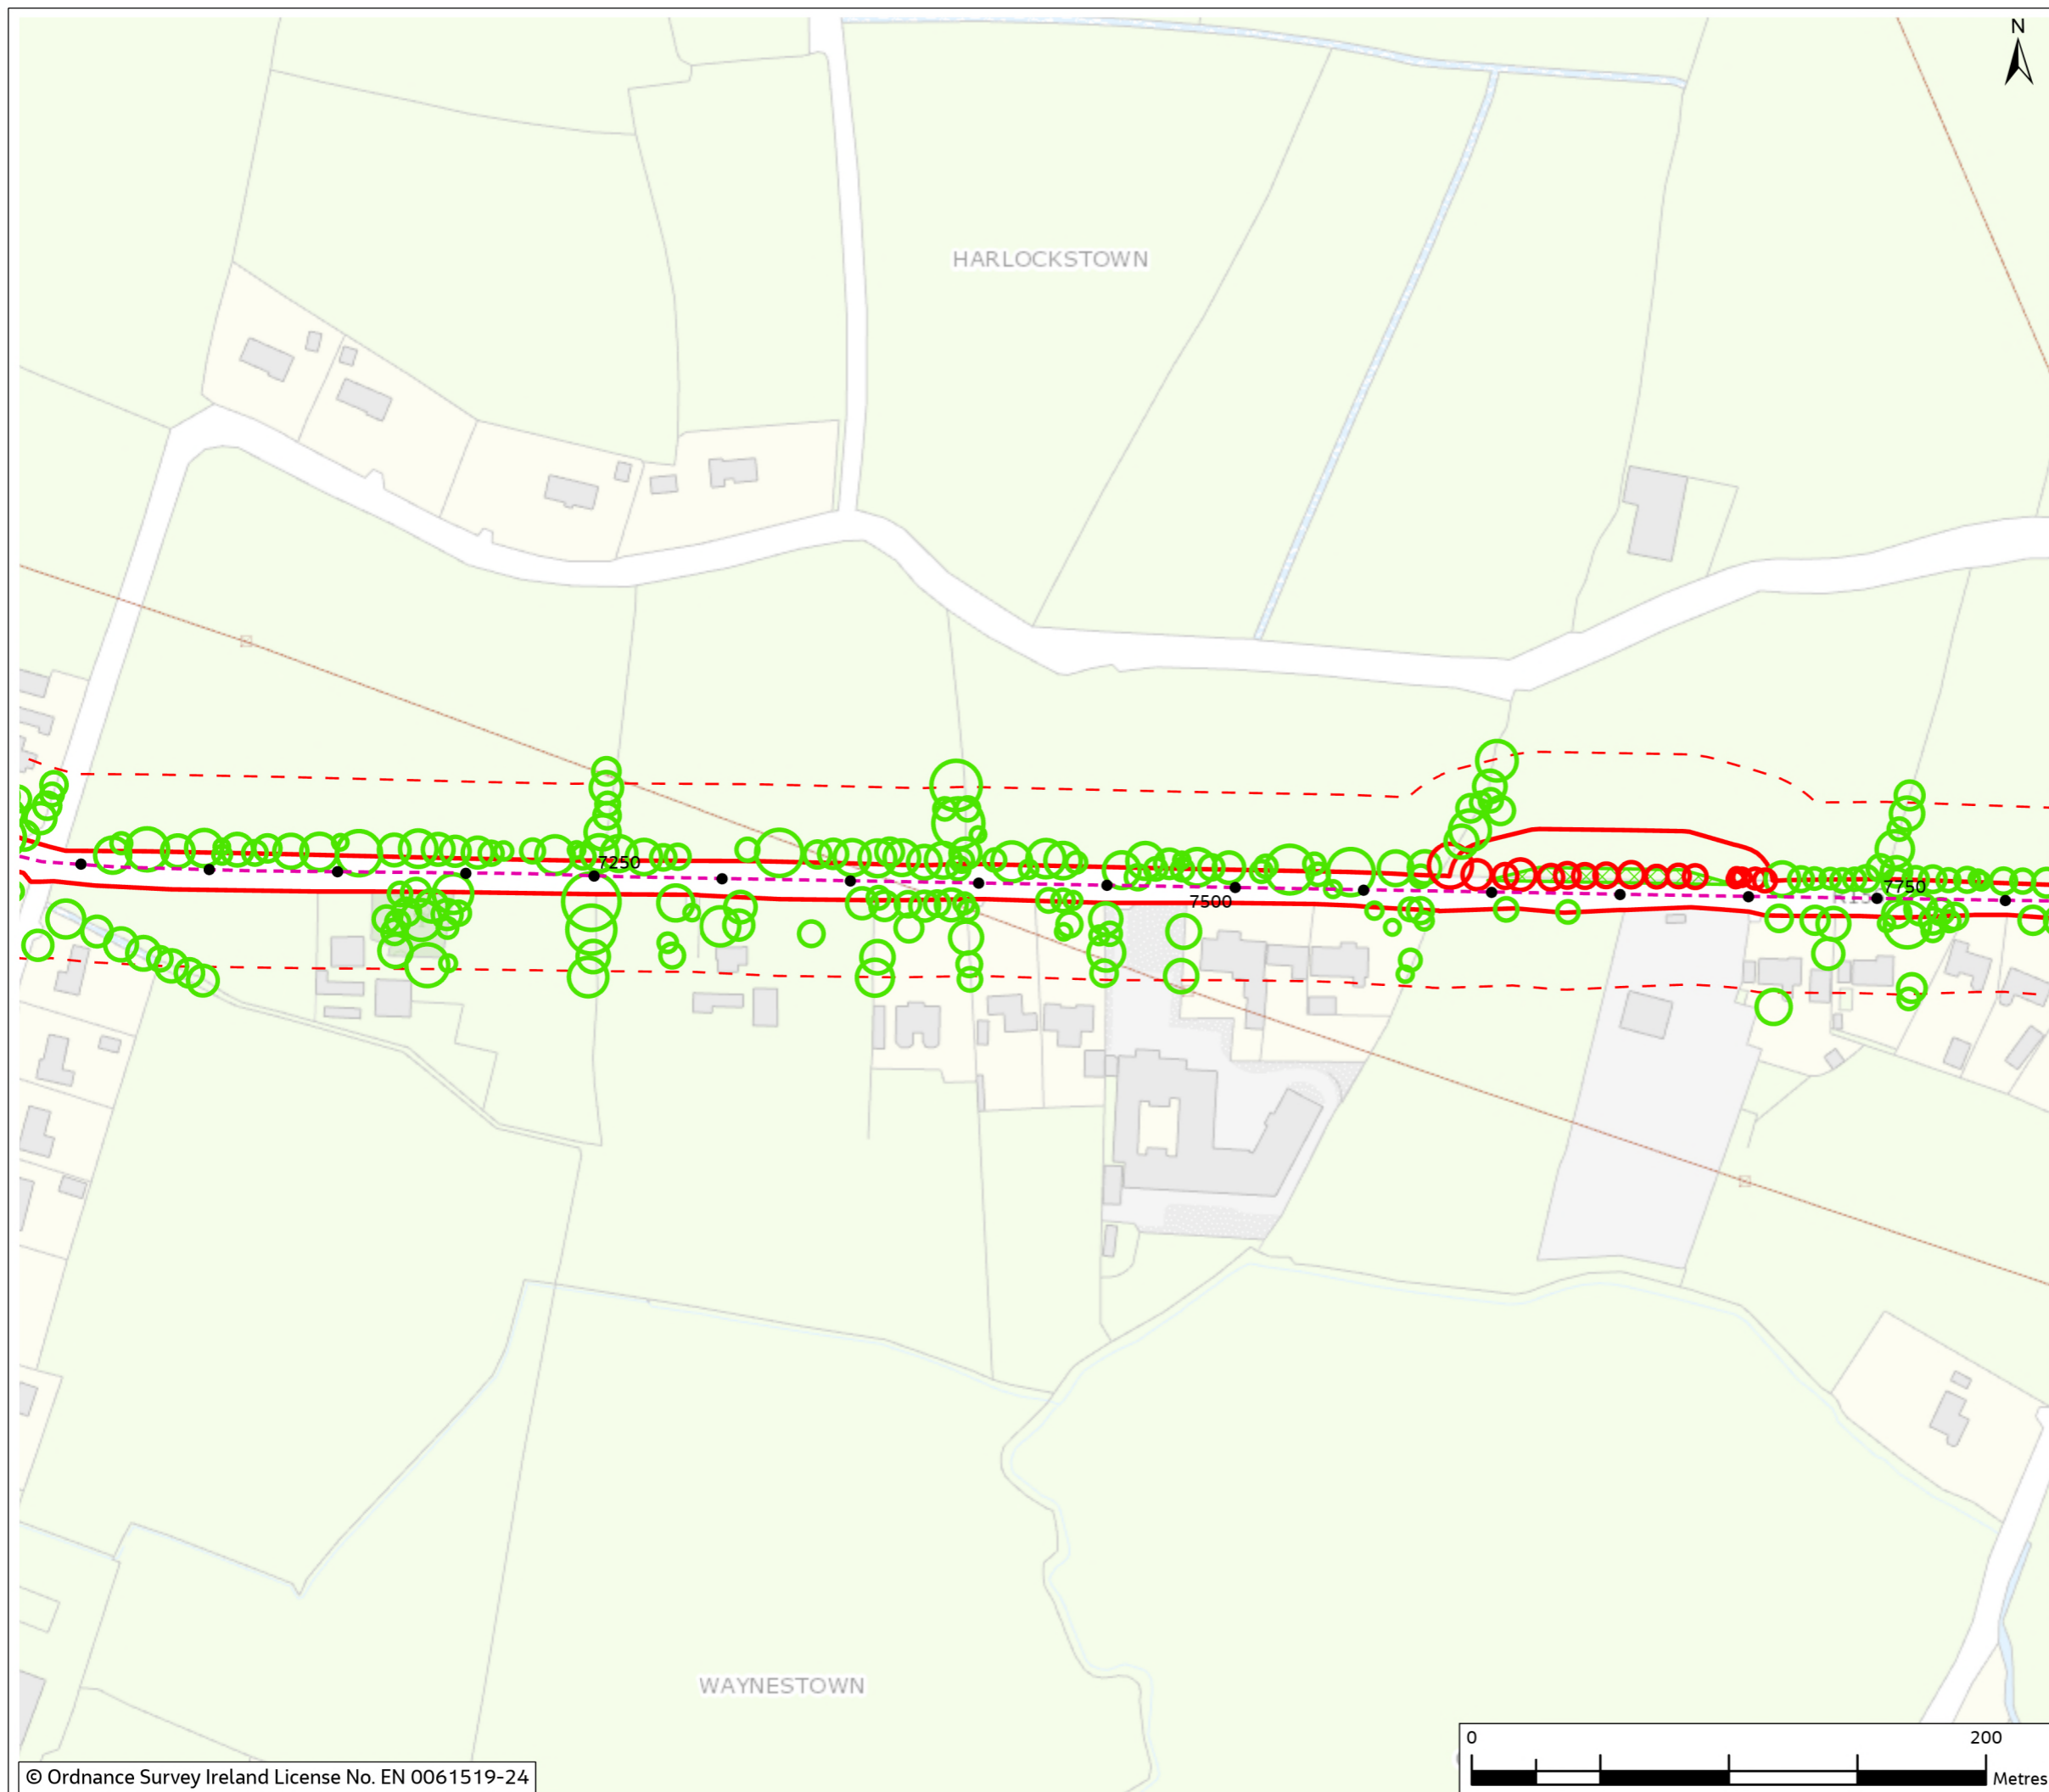 N
HARLOCKSTOWN
7250
7750
7500
WAYNESTOWN
0 200
Metres
© Ordnance Survey Ireland License No. EN 0061519-24